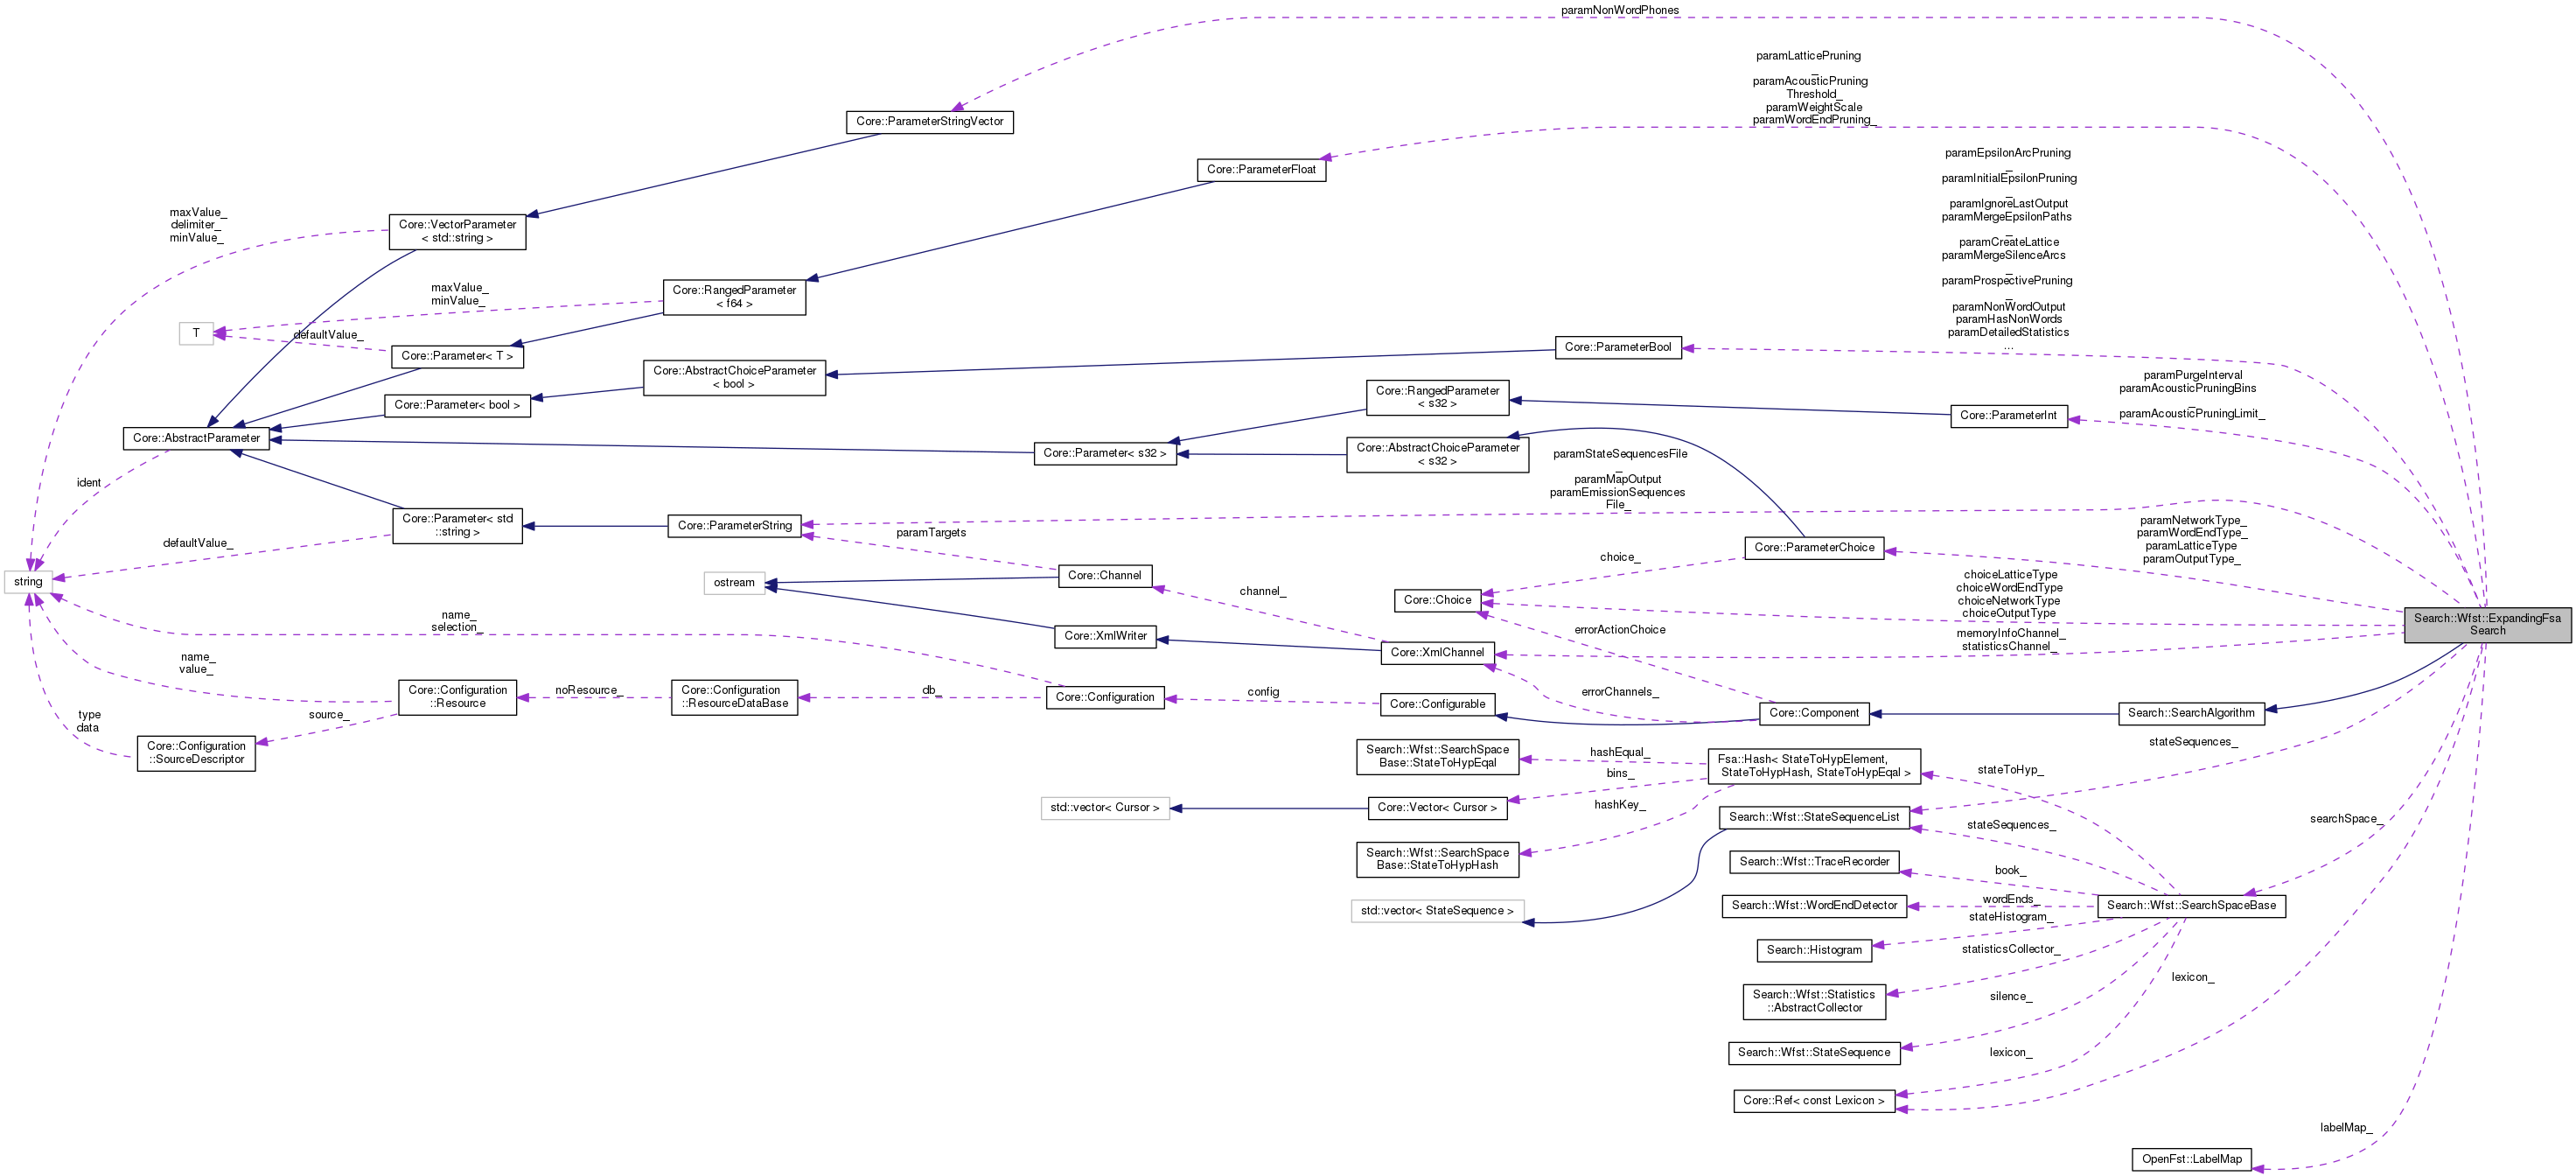 paramNonWordPhones
paramLatticePruning
_
paramAcousticPruning
Threshold_
paramWeightScale
paramWordEndPruning_
Core::ParameterStringVector
Core::ParameterFloat
paramEpsilonArcPruning
_
paramInitialEpsilonPruning
_
paramIgnoreLastOutput
paramMergeEpsilonPaths
_
paramCreateLattice
paramMergeSilenceArcs
_
paramProspectivePruning
_
paramNonWordOutput
paramHasNonWords
paramDetailedStatistics
...
maxValue_
delimiter_
minValue_
Core::VectorParameter
< std::string >
maxValue_
minValue_
Core::RangedParameter
< f64 >
T
defaultValue_
Core::Parameter< T >
Core::AbstractChoiceParameter
< bool >
Core::ParameterBool
Core::Parameter< bool >
Core::RangedParameter
< s32 >
paramPurgeInterval
paramAcousticPruningBins
_
paramAcousticPruningLimit_
Core::ParameterInt
Core::AbstractParameter
Core::Parameter< s32 >
Core::AbstractChoiceParameter
< s32 >
ident
paramStateSequencesFile
_
paramMapOutput
paramEmissionSequences
File_
Core::Parameter< std
::string >
Core::ParameterString
paramTargets
paramNetworkType_
paramWordEndType_
paramLatticeType
paramOutputType_
Core::ParameterChoice
defaultValue_
string
ostream
Core::Channel
channel_
choice_
Core::Choice
choiceLatticeType
choiceWordEndType
choiceNetworkType
choiceOutputType
Search::Wfst::ExpandingFsa
Search
name_
selection_
Core::XmlWriter
errorActionChoice
Core::XmlChannel
memoryInfoChannel_
statisticsChannel_
name_
value_
Core::Configuration
::Resource
noResource_
Core::Configuration
::ResourceDataBase
db_
Core::Configuration
config
Core::Configurable
errorChannels_
Core::Component
Search::SearchAlgorithm
type
data
source_
Core::Configuration
::SourceDescriptor
stateSequences_
Search::Wfst::SearchSpace
Base::StateToHypEqal
hashEqual_
Fsa::Hash< StateToHypElement,
StateToHypHash, StateToHypEqal >
stateToHyp_
bins_
std::vector< Cursor >
Core::Vector< Cursor >
hashKey_
Search::Wfst::StateSequenceList
stateSequences_
searchSpace_
Search::Wfst::SearchSpace
Base::StateToHypHash
Search::Wfst::TraceRecorder
book_
std::vector< StateSequence >
Search::Wfst::WordEndDetector
wordEnds_
Search::Wfst::SearchSpaceBase
stateHistogram_
Search::Histogram
statisticsCollector_
lexicon_
Search::Wfst::Statistics
::AbstractCollector
silence_
Search::Wfst::StateSequence
lexicon_
Core::Ref< const Lexicon >
labelMap_
OpenFst::LabelMap